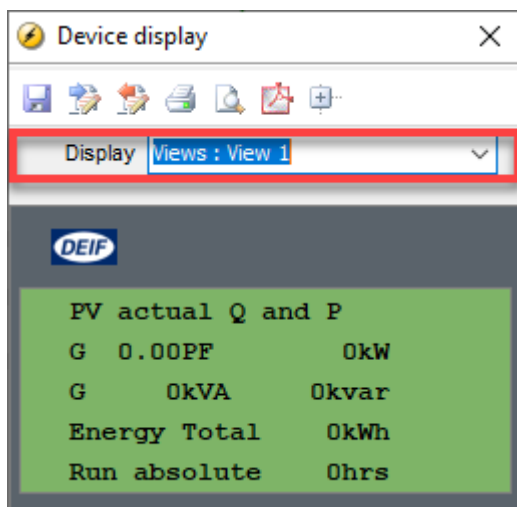 Device display
Display Views : View 1
DEIF
PV actual Q and P
G 0.00PF 0kW
G 0kVA 0kvar
Energy Total 0kWh
Run absolute 0hrs